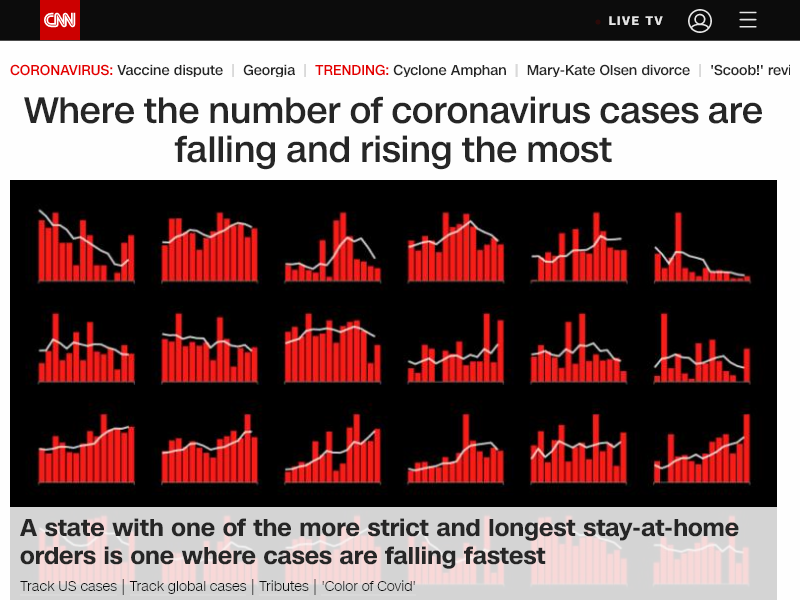 CNN
LIVE TV
CORONAVIRUS: Vaccine dispute | Georgia | TRENDING: Cyclone Amphan | Mary-Kate Olsen divorce | 'Scoob!' revi
Where the number of coronavirus cases are
falling and rising the most
A state with one of the more strict and longest stay-at-home
orders is one where cases are falling fastest
Track US cases | Track global cases | Tributes | 'Color of Covid'